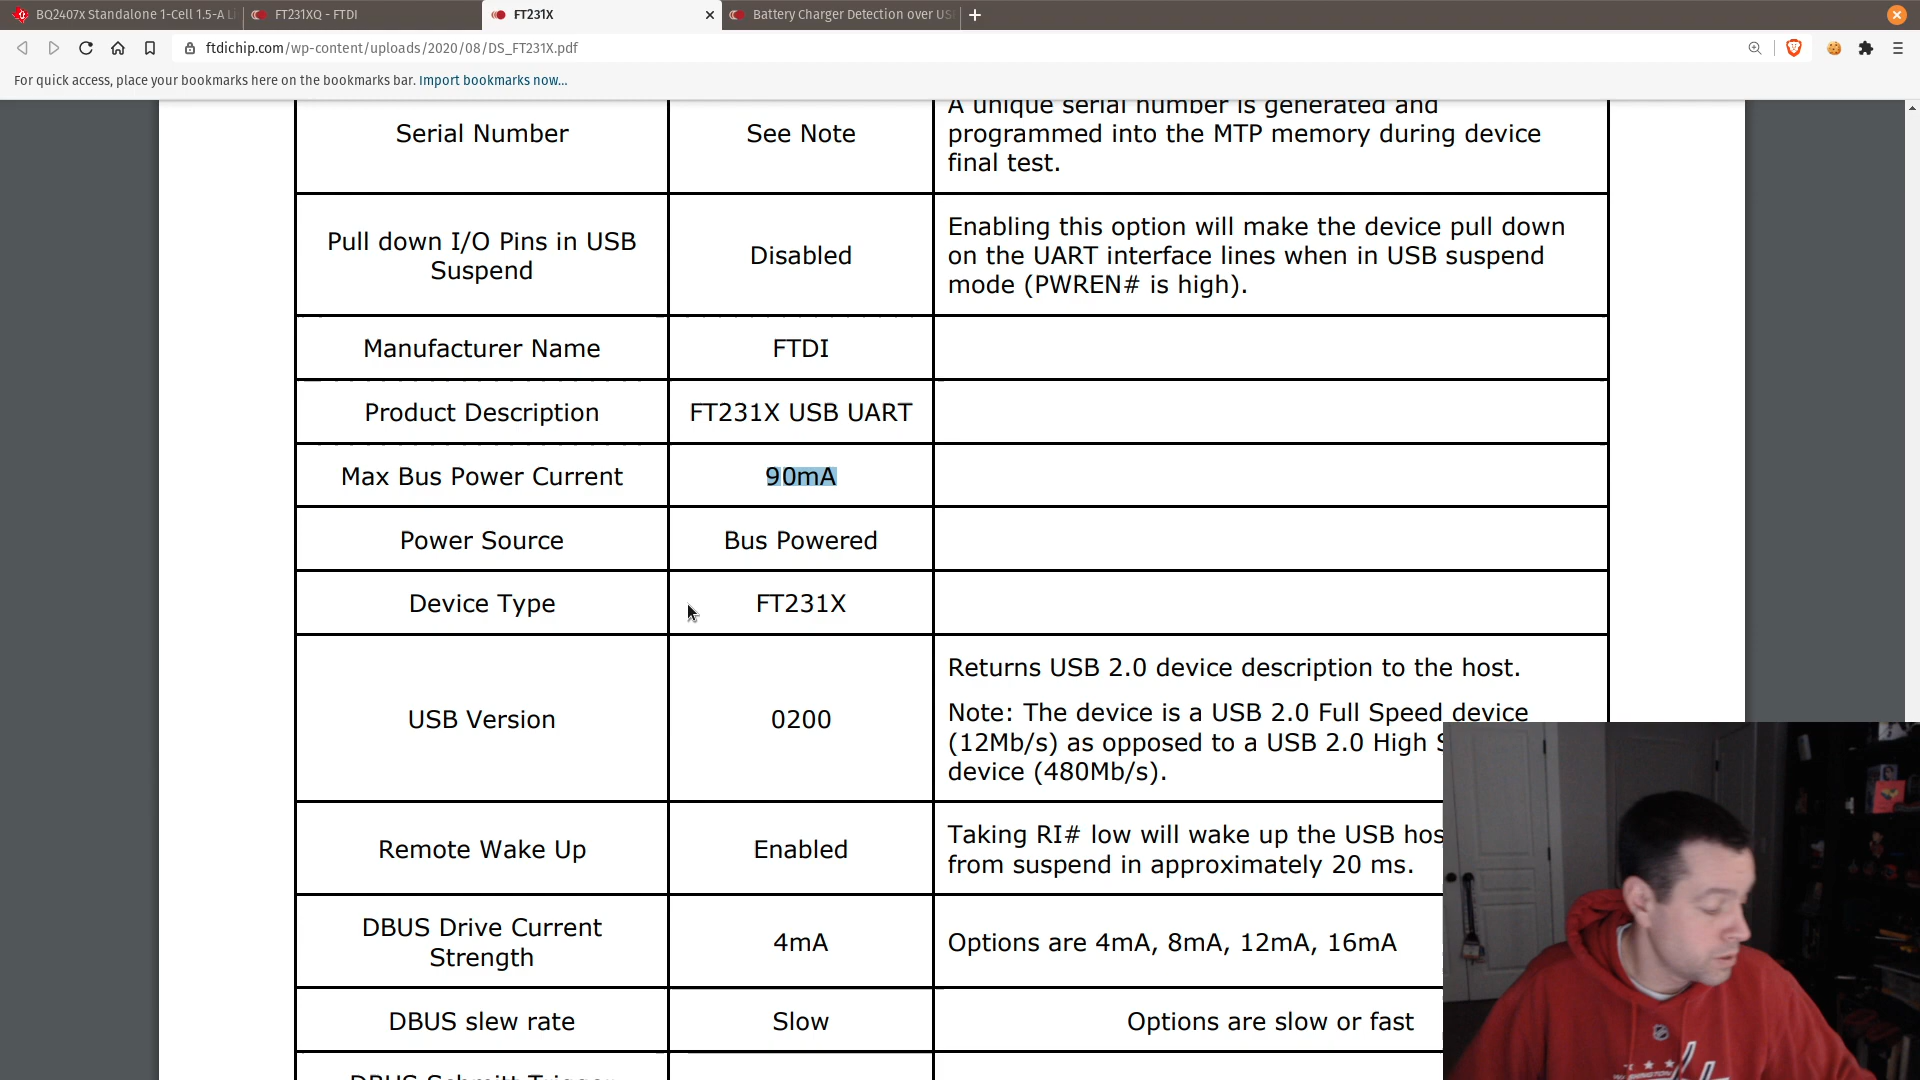 BQ2407x Standalone 1-Cell 1.5-A Li
FT231XQ - FTDI
FT231X
Battery Charger Detection over US
ftdichip.com/wp-content/uploads/2020/08/DS_FT231X.pdf
For quick access, place your bookmarks here on the bookmarks bar. Import bookmarks now...
Serial Number
See Note
A unique serial number is generated and
programmed into the MTP memory during device
final test.
Pull down I/O Pins in USB
Suspend
Disabled
Enabling this option will make the device pull down
on the UART interface lines when in USB suspend
mode (PWREN# is high).
Manufacturer Name
FTDI
Product Description
FT231X USB UART
Max Bus Power Current
90mA
Power Source
Bus Powered
Device Type
FT231X
USB Version
0200
Returns USB 2.0 device description to the host.
Note: The device is a USB 2.0 Full Speed device
(12Mb/s) as opposed to a USB 2.0 High S
device (480Mb/s).
Remote Wake Up
Enabled
Taking RI# low will wake up the USB hos
from suspend in approximately 20 ms.
DBUS Drive Current
Strength
4mA
Options are 4mA, 8mA, 12mA, 16mA
DBUS slew rate
Slow
Options are slow or fast
DBUS Schmitt Trigger